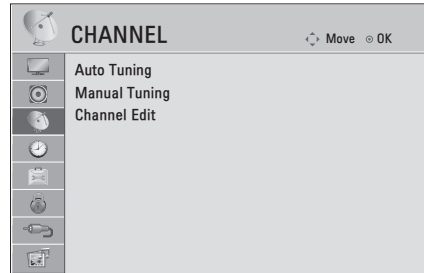 CHANNEL
Move OK
Auto Tuning
Manual Tuning
Channel Edit